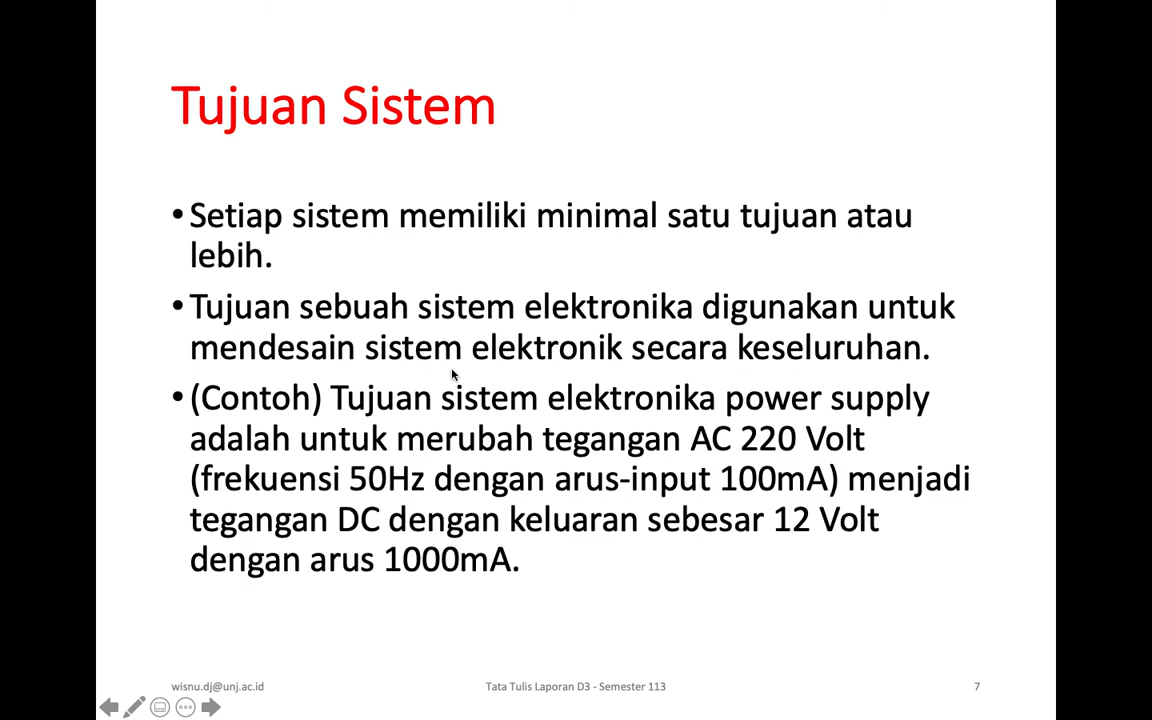 Tujuan Sistem
• Setiap sistem memiliki minimal satu tujuan atau
lebih.
• Tujuan sebuah sistem elektronika digunakan untuk
mendesain sistem elektronik secara keseluruhan.
• (Contoh) Tujuan sistem elektronika power supply
adalah untuk merubah tegangan AC 220 Volt
(frekuensi 50Hz dengan arus-input 100mA) menjadi
tegangan DC dengan keluaran sebesar 12 Volt
dengan arus 1000mA.
wisnu.dj@unj.ac.id Tata Tulis Laporan D3 - Semester 113 7